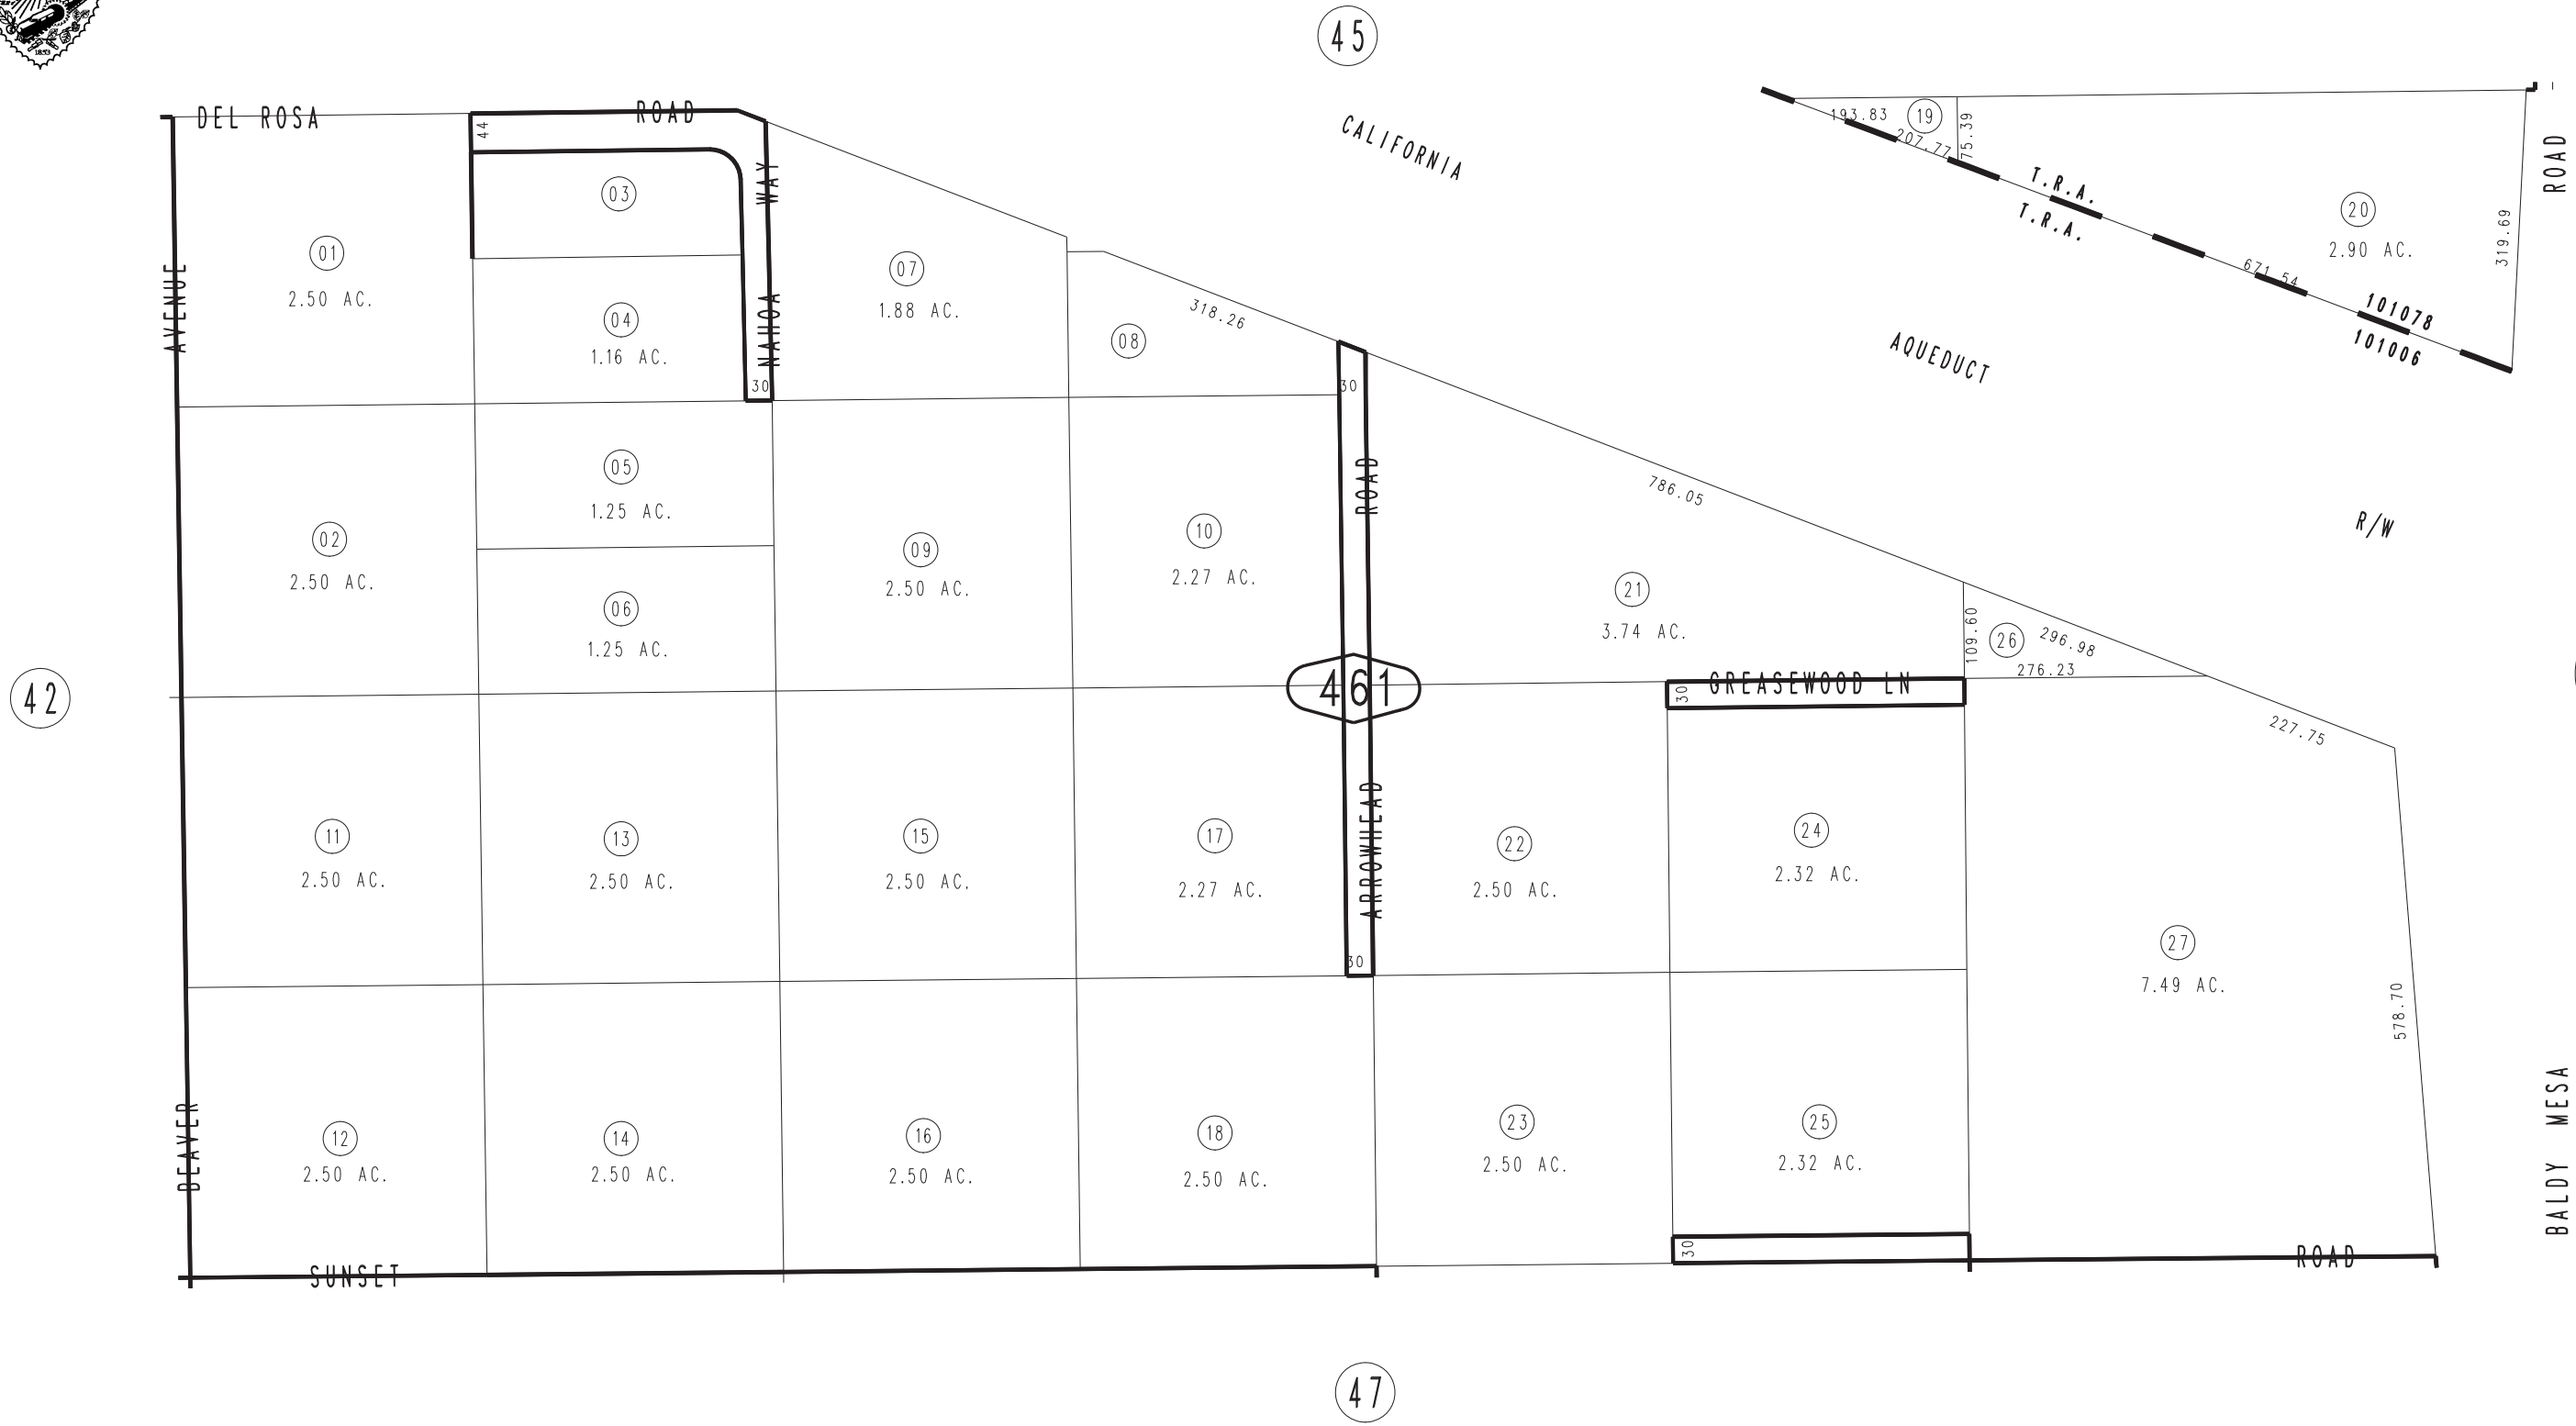 1853
45
DEL ROSA ROAD
44
CALIFORNIA
193.83
19
207.77
75.39
ROAD
03
WAY
T.R.A.
T.R.A.
20
2.90 AC.
319.69
01
2.50 AC.
AVENUE
07
1.88 AC.
671.54
101078
101006
04
1.16 AC.
NAHOA
30
318.26
08
30
AQUEDUCT
05
1.25 AC.
ROAD
786.05
02
2.50 AC.
09
2.50 AC.
10
2.27 AC.
R/W
06
1.25 AC.
21
3.74 AC.
109.60
26
296.98
276.23
42
461
30
GREASEWOOD LN
227.75
11
2.50 AC.
13
2.50 AC.
15
2.50 AC.
17
2.27 AC.
ARROWHEAD
30
22
2.50 AC.
24
2.32 AC.
27
7.49 AC.
578.70
DEAVER
12
2.50 AC.
14
2.50 AC.
16
2.50 AC.
18
2.50 AC.
23
2.50 AC.
25
2.32 AC.
BALDY MESA
30
SUNSET ROAD
47